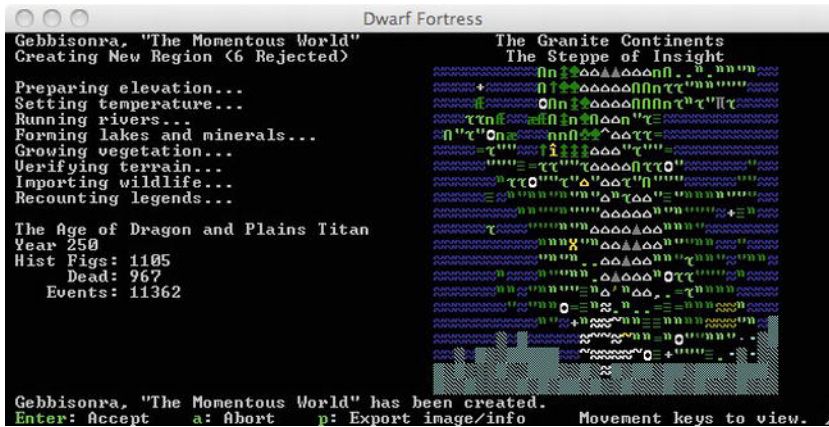 Dwarf Fortress
Gebbisonra, "The Momentous World"
Creating New Region (6 Rejected)
The Granite Continents
The Steppe of Insight
Preparing elevation...
Setting temperature...
Running rivers...
Forming lakes and minerals...
Growing vegetation...
Verifying terrain...
Importing wildlife...
Recounting legends...
The Age of Dragon and Plains Titan
Year 250
Hist Figs: 1105
Dead: 967
Events: 11362
Gebbisonra, "The Momentous World" has been created.
Enter: Accept a: Abort p: Export image/info Movement keys to view.